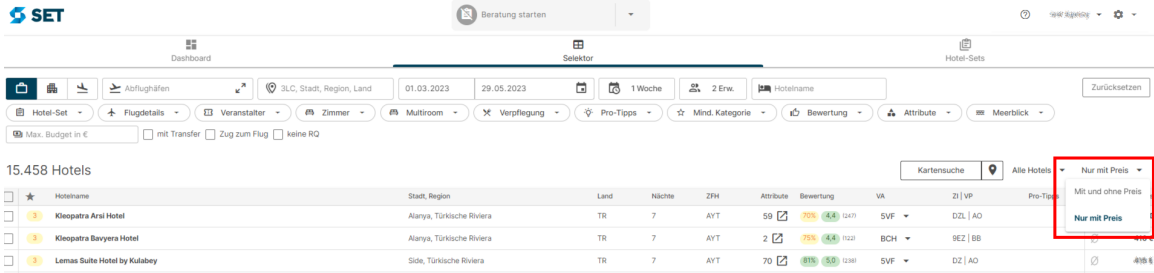 SET
Beratung starten
Dashboard
Selektor
Hotel-Sets
Abflughäfen
3LC, Stadt, Region, Land
01.03.2023
29.05.2023
1 Woche
2 Erw.
Hotelname
Zurücksetzen
Hotel-Set
Flugdetails
Veranstalter
Zimmer
Multiroom
Verpflegung
Pro-Tipps
Mind. Kategorie
Bewertung
Attribute
Meerblick
Max. Budget in €
mit Transfer
Zug zum Flug
keine RQ
15.458 Hotels
Kartensuche
Alle Hotels
Nur mit Preis
Mit und ohne Preis
Nur mit Preis
Hotelname Stadt, Region Land Nächte ZFH Attribute Bewertung VA ZI | VP Pro-Tipps
3 Kleopatra Arsi Hotel Alanya, Türkische Riviera TR 7 AYT 59 70% 4,4 (247) 5VF DZL | AO
3 Kleopatra Bavyera Hotel Alanya, Türkische Riviera TR 7 AYT 2 75% 4,4 (122) BCH 9EZ | BB
3 Lemas Suite Hotel by Kulabey Side, Türkische Riviera TR 7 AYT 70 81% 5,0 (238) 5VF DZ | AO